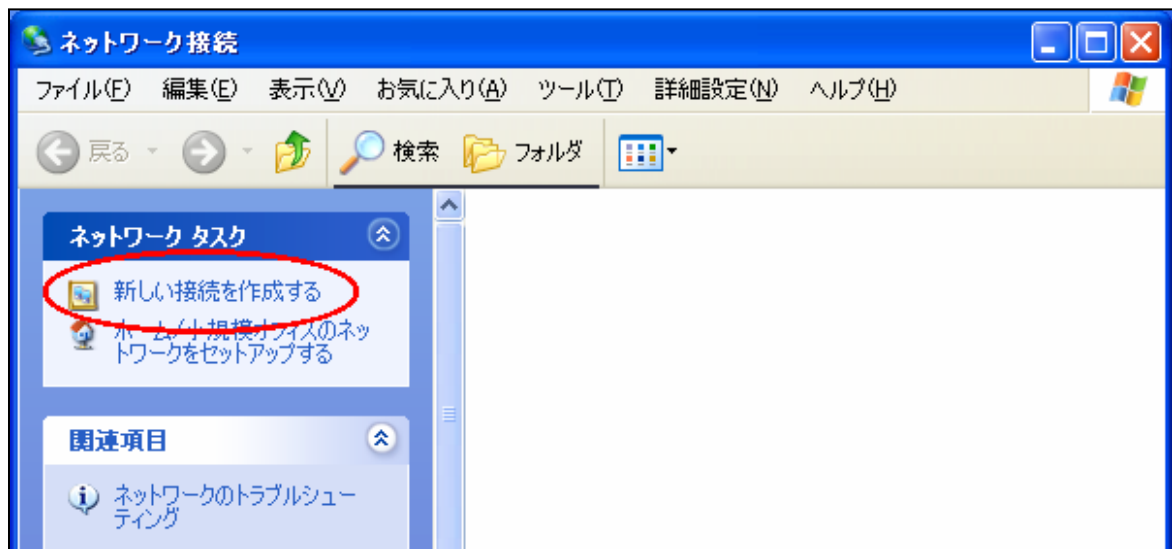 ネットワーク接続
ファイル(F) 編集(E) 表示(V) お気に入り(A) ツール(T) 詳細設定(N) ヘルプ(H)
戻る 検索 フォルダ
ネットワーク タスク
新しい接続を作成する
ホーム/小規模オフィスのネッ
トワークをセットアップする
関連項目
ネットワークのトラブルシュー
ティング